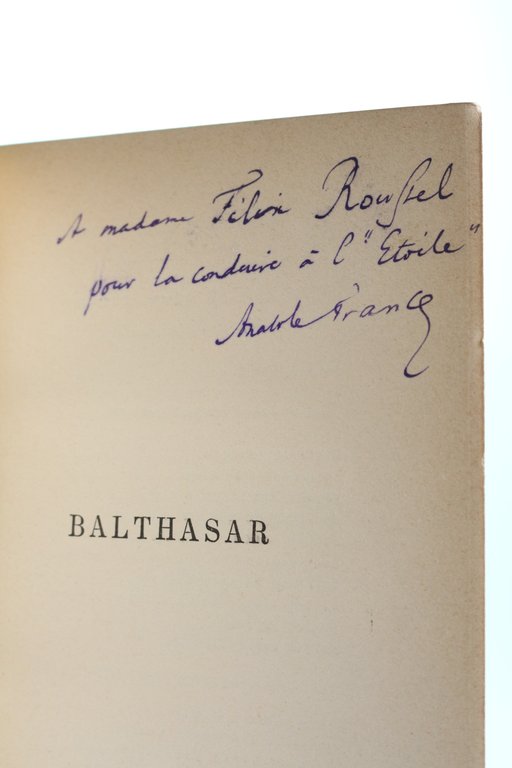 A madame Félix Roussel
pour la conduire à l'"Etoile"
Anatole France
BALTHASAR